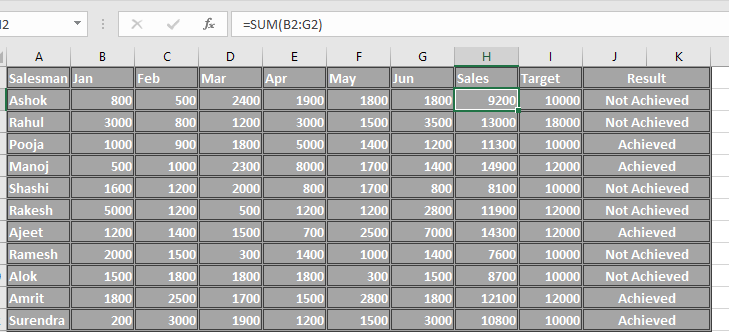 H2 fx =SUM(B2:G2)
A B C D E F G H I J K
Salesman Jan Feb Mar Apr May Jun Sales Target Result
Ashok 800 500 2400 1900 1800 1800 9200 10000 Not Achieved
Rahul 3000 800 1200 3000 1500 3500 13000 18000 Not Achieved
Pooja 1000 900 1800 5000 1400 1200 11300 10000 Achieved
Manoj 500 1000 2300 8000 1700 1400 14900 12000 Achieved
Shashi 1600 1200 2000 800 1700 800 8100 10000 Not Achieved
Rakesh 5000 1200 500 1200 1200 2800 11900 12000 Not Achieved
Ajeet 1200 1400 1500 700 2500 7000 14300 12000 Achieved
Ramesh 2000 1500 300 1400 1000 1400 7600 10000 Not Achieved
Alok 1500 1800 1800 1800 300 1500 8700 10000 Not Achieved
Amrit 1800 2500 1700 1500 2800 1800 12100 12000 Achieved
Surendra 200 3000 1900 1200 1500 3000 10800 10000 Achieved